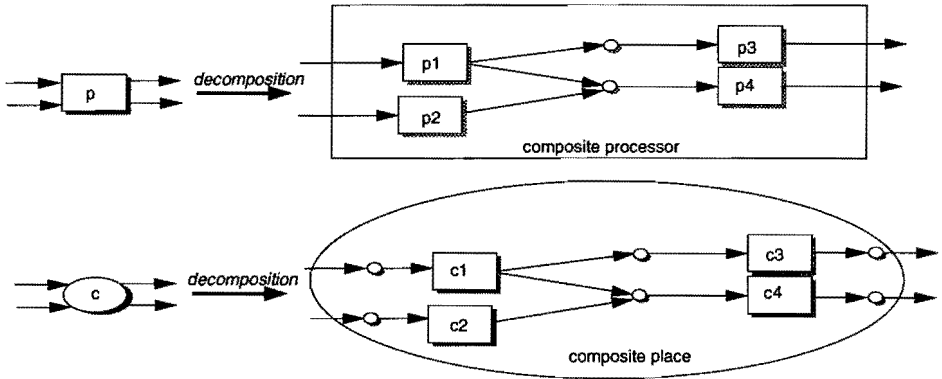 p
decomposition
p1
p2
p3
p4
composite processor
c
decomposition
c1
c2
c3
c4
composite place